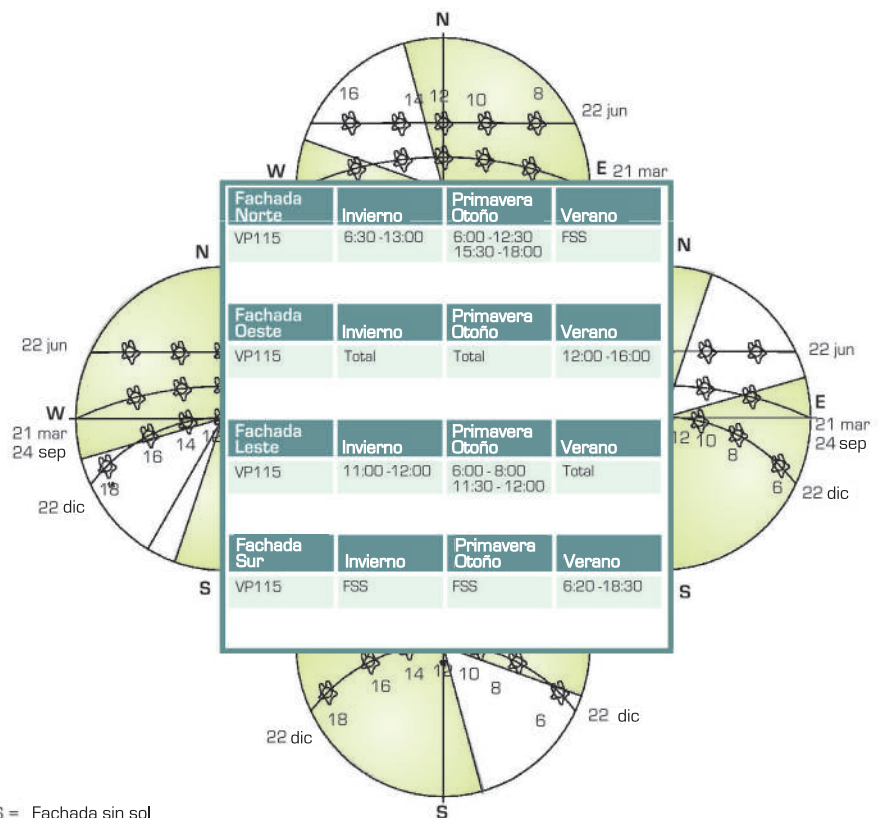 N
16 14 12 10 8
22 jun
W
E 21 mar
Fachada Norte Invierno Primavera Otoño Verano
VP115 6:30 -13:00 6:00 -12:30 FSS
15:30 -18:00
N
N
Fachada Oeste Invierno Primavera Otoño Verano
VP115 Total Total 12:00 -16:00
22 jun
22 jun
W
21 mar
24 sep
16 14
18
22 dic
E
21 mar
24 sep
12 10
8
6
22 dic
Fachada Leste Invierno Primavera Otoño Verano
VP115 11:00 -12:00 6:00 - 8:00 Total
11:30 - 12:00
Fachada Sur Invierno Primavera Otoño Verano
VP115 FSS FSS 6:20 -18:30
S
S
18 16 14 12 10 8 6
22 dic
22 dic
S
S = Fachada sin sol